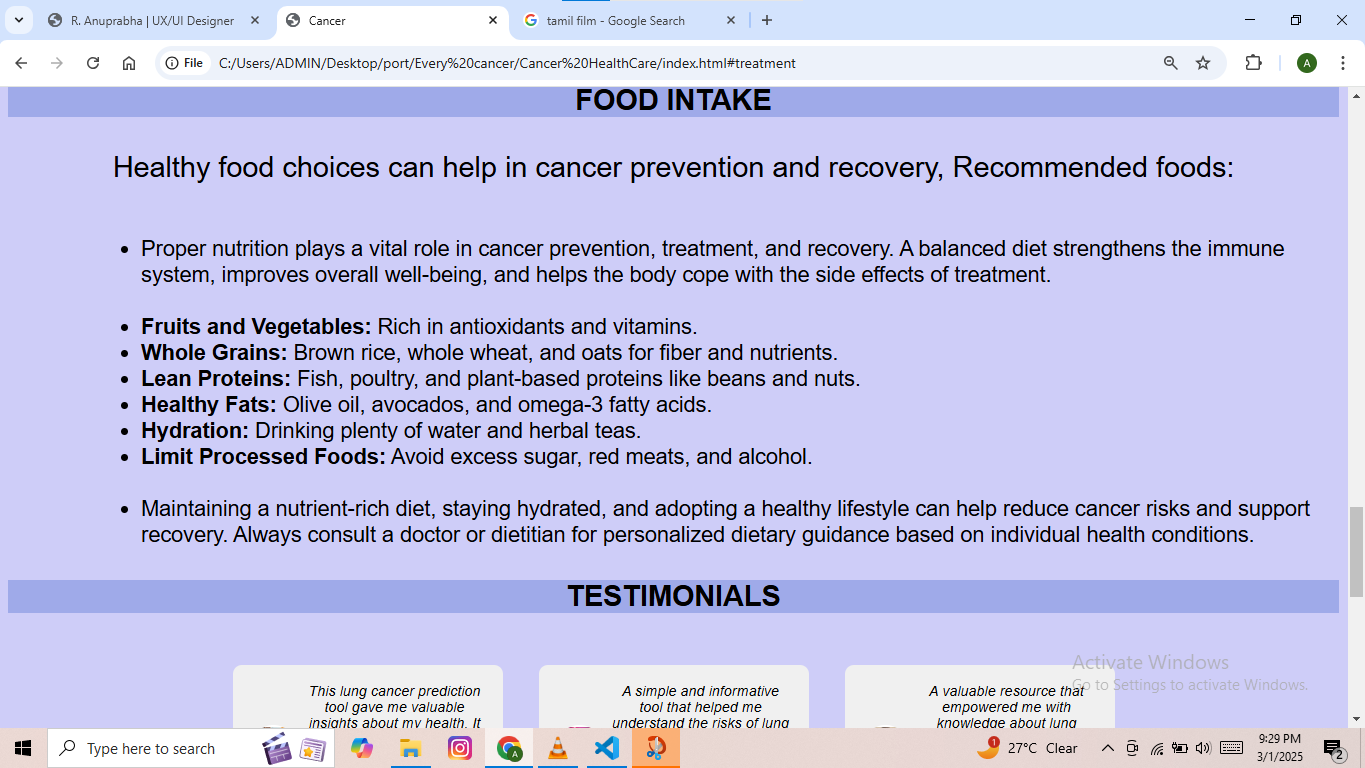 R. Anuprabha | UX/UI Designer
Cancer
tamil film - Google Search
File
C:/Users/ADMIN/Desktop/port/Every%20cancer/Cancer%20HealthCare/index.html#treatment
A
FOOD INTAKE
Healthy food choices can help in cancer prevention and recovery, Recommended foods:
Proper nutrition plays a vital role in cancer prevention, treatment, and recovery. A balanced diet strengthens the immune
system, improves overall well-being, and helps the body cope with the side effects of treatment.
Fruits and Vegetables: Rich in antioxidants and vitamins.
Whole Grains: Brown rice, whole wheat, and oats for fiber and nutrients.
Lean Proteins: Fish, poultry, and plant-based proteins like beans and nuts.
Healthy Fats: Olive oil, avocados, and omega-3 fatty acids.
Hydration: Drinking plenty of water and herbal teas.
Limit Processed Foods: Avoid excess sugar, red meats, and alcohol.
Maintaining a nutrient-rich diet, staying hydrated, and adopting a healthy lifestyle can help reduce cancer risks and support
recovery. Always consult a doctor or dietitian for personalized dietary guidance based on individual health conditions.
TESTIMONIALS
This lung cancer prediction
tool gave me valuable
insights about my health. It
A simple and informative
tool that helped me
understand the risks of lung
A valuable resource that
empowered me with
knowledge about lung
Activate Windows
Go to Settings to activate Windows.
Type here to search
A
1
27°C Clear
9:29 PM
3/1/2025
2